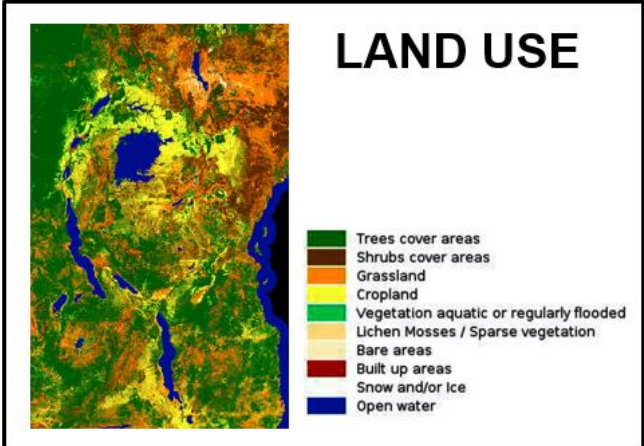 LAND USE
Trees cover areas
Shrubs cover areas
Grassland
Cropland
Vegetation aquatic or regularly flooded
Lichen Mosses / Sparse vegetation
Bare areas
Built up areas
Snow and/or Ice
Open water